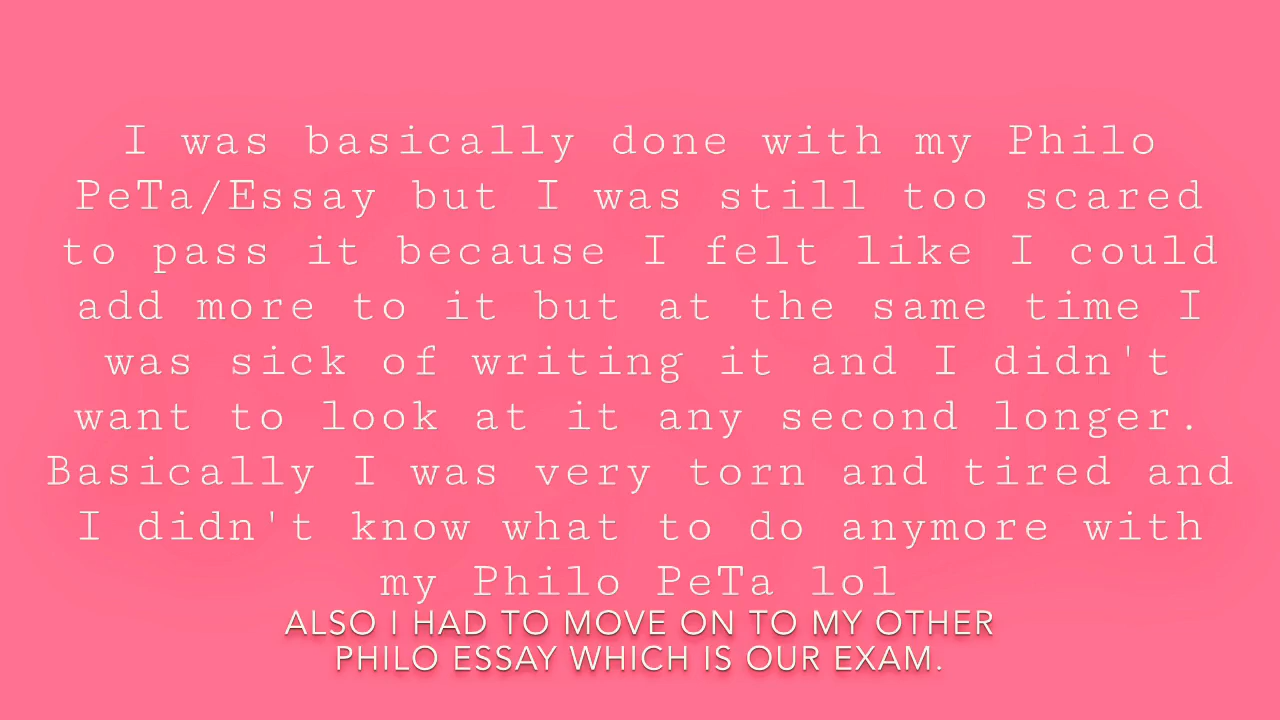 I was basically done with my Philo
PeTa/Essay but I was still too scared
to pass it because I felt like I could
add more to it but at the same time I
was sick of writing it and I didn't
want to look at it any second longer.
Basically I was very torn and tired and
I didn't know what to do anymore with
my Philo PeTa lol
ALSO I HAD TO MOVE ON TO MY OTHER
PHILO ESSAY WHICH IS OUR EXAM.